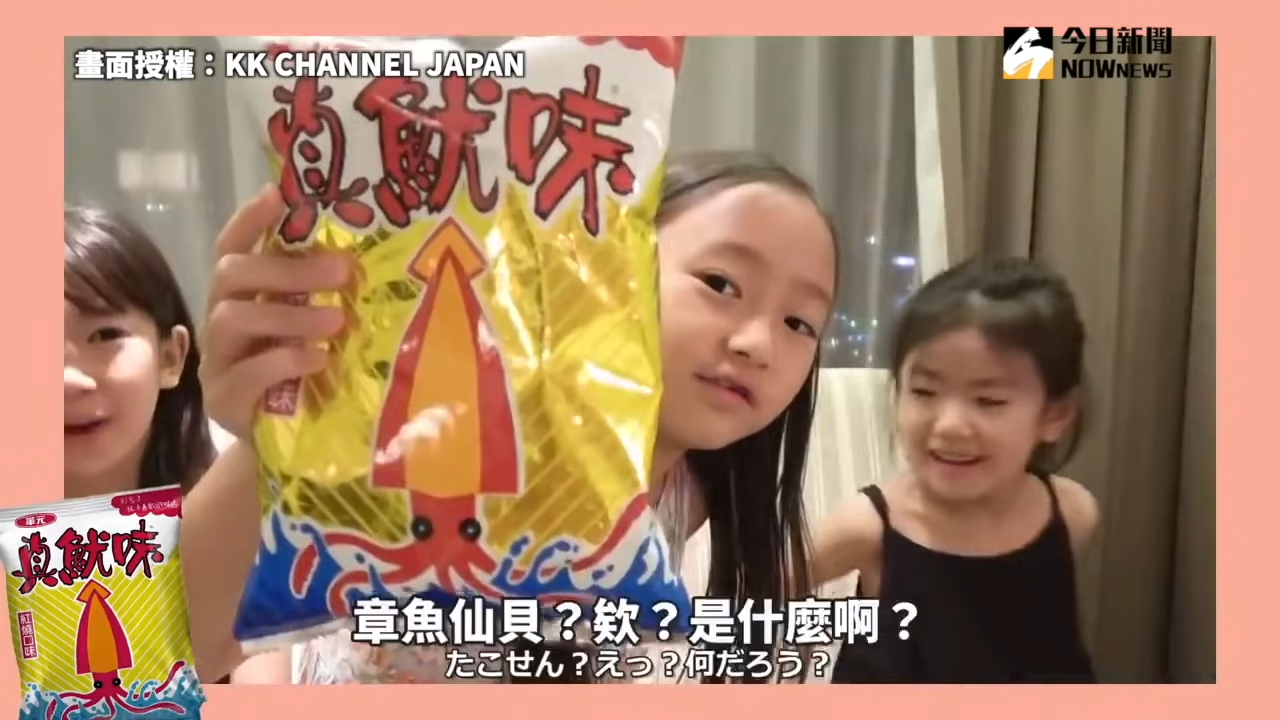 畫面授權：KK CHANNEL JAPAN
今日新聞
NOWNEWS
真魷味
味
章魚仙貝？欸？是什麼啊？
たこせん？えっ？何だろう？
華元
真魷味
紅燒口味